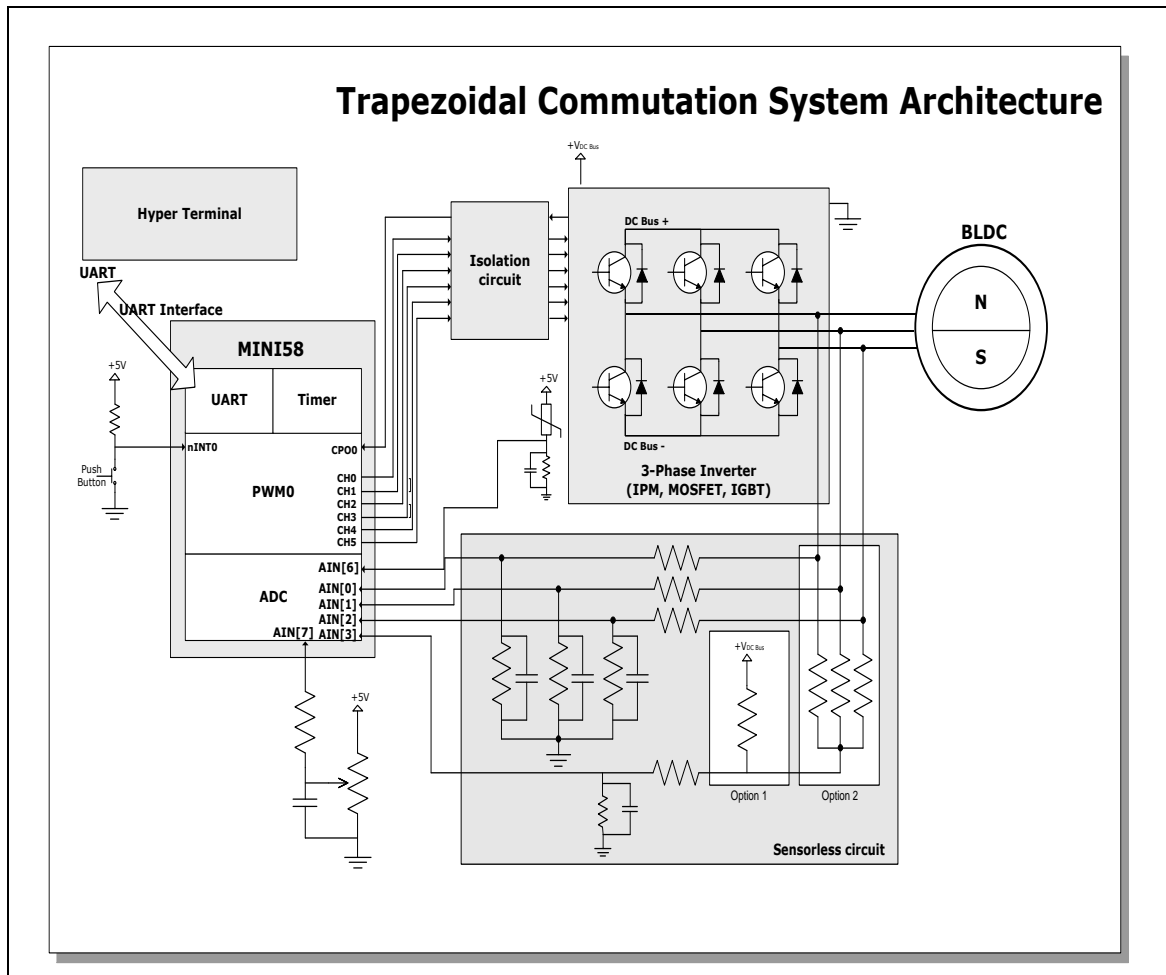 Trapezoidal Commutation System Architecture
+VDC Bus
Hyper Terminal
Isolation
circuit
DC Bus +
BLDC
N
S
UART
UART Interface
MINI58
+5V
UART
Timer
+5V
nINT0
CPO0
Push
Button
PWM0
CH0
CH1
CH2
CH3
CH4
CH5
DC Bus -
3-Phase Inverter
(IPM, MOSFET, IGBT)
ADC
AIN[6]
AIN[0]
AIN[1]
AIN[2]
AIN[7]
AIN[3]
+5V
+VDC Bus
Option 1
Option 2
Sensorless circuit